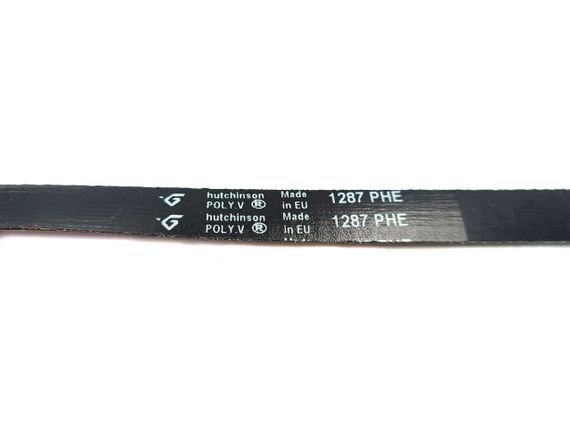 hutchinson Made 1287 PHE
POLY.V ® in EU
hutchinson Made 1287 PHE
POLY.V ® in EU